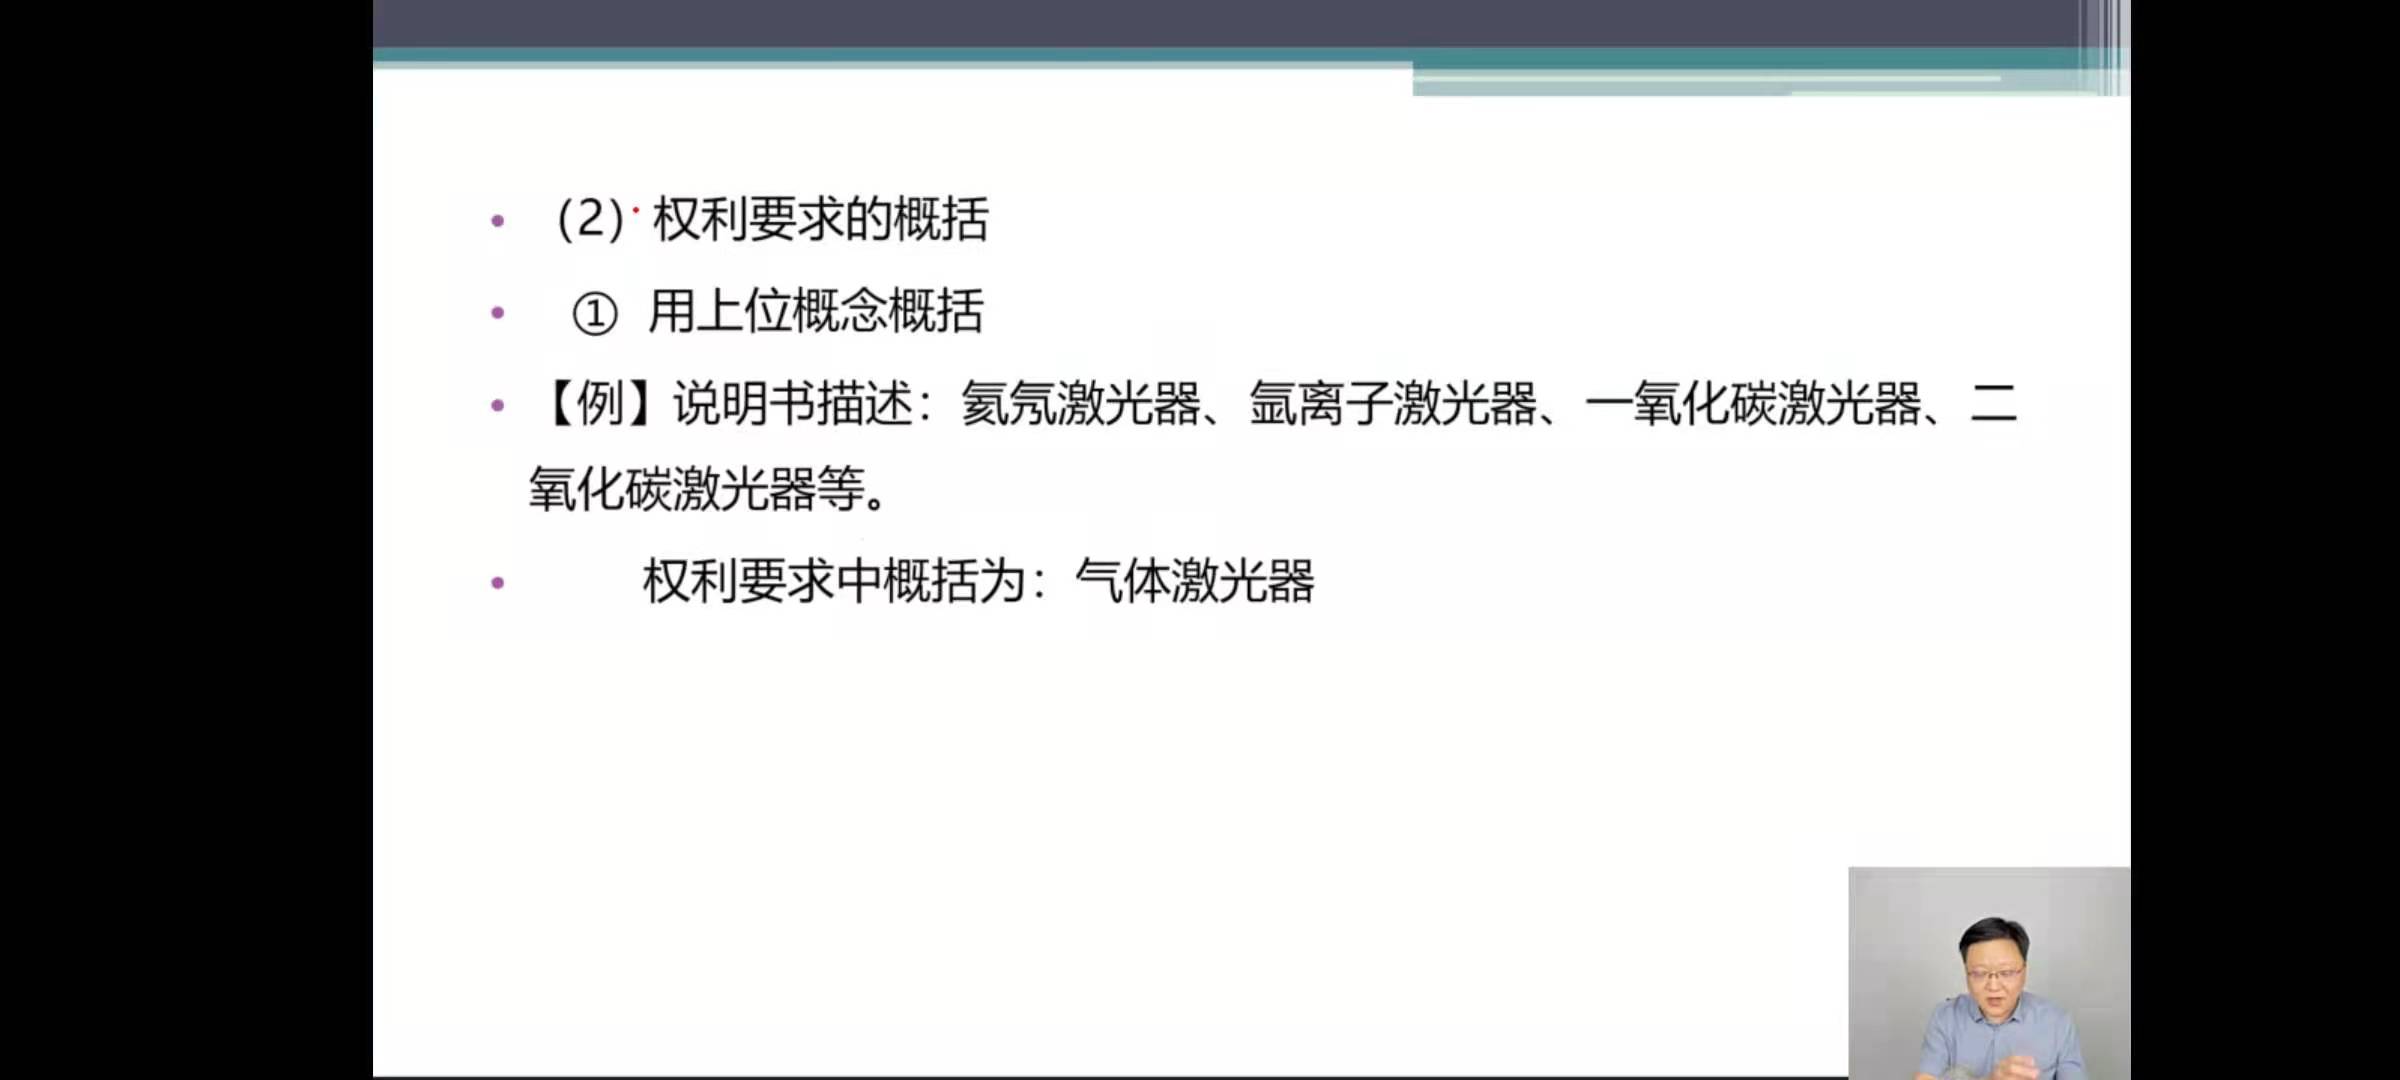 (2) 权利要求的概括
① 用上位概念概括
【例】说明书描述：氦氖激光器、氩离子激光器、一氧化碳激光器、二
氧化碳激光器等。
权利要求中概括为：气体激光器